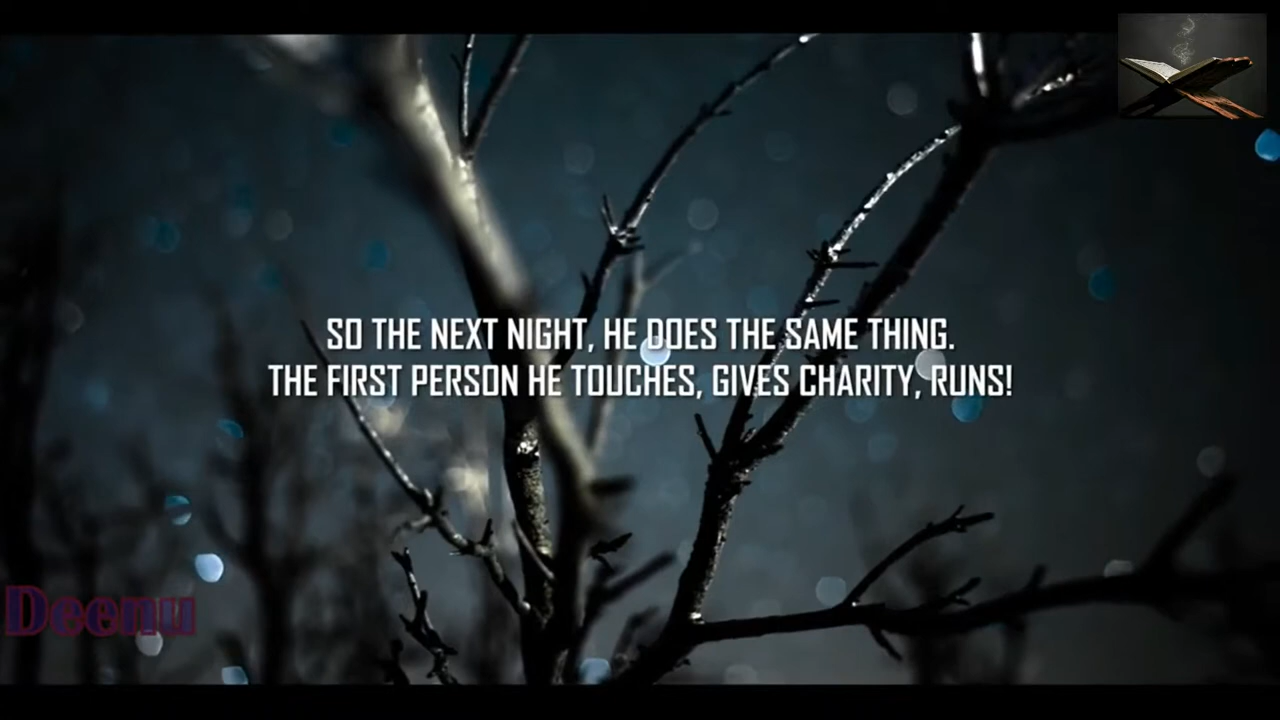 SO THE NEXT NIGHT, HE DOES THE SAME THING.
THE FIRST PERSON HE TOUCHES, GIVES CHARITY, RUNS!
Deenu